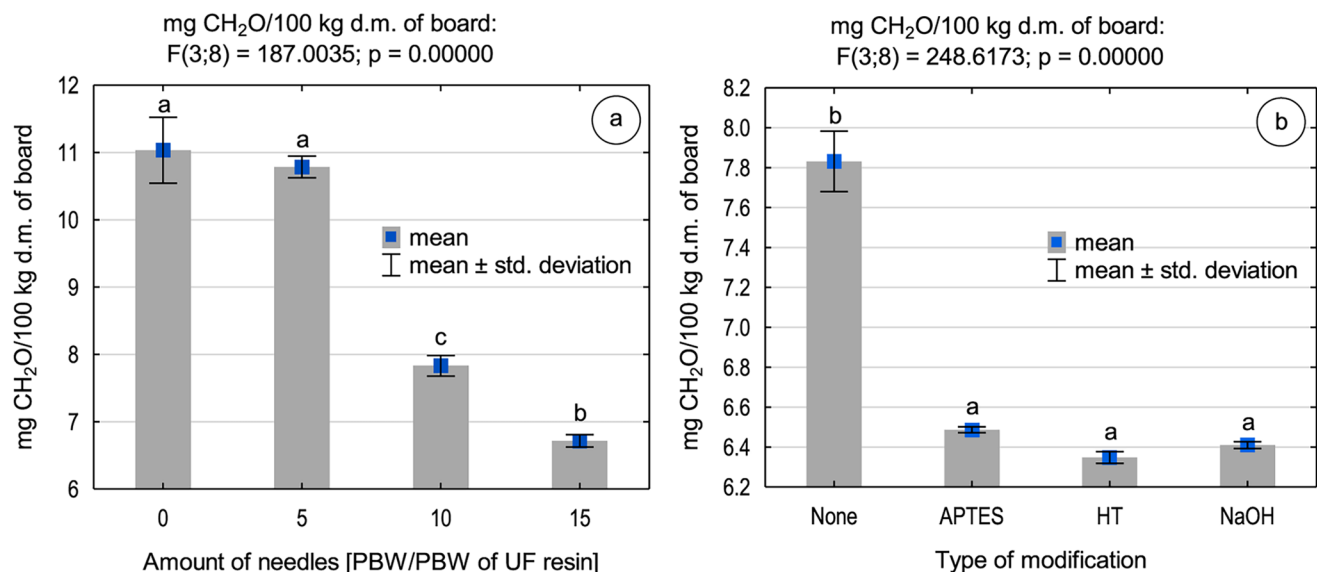 mg CH₂O/100 kg d.m. of board:
F(3;8) = 187.0035; p = 0.00000
mg CH₂O/100 kg d.m. of board
12
11
10
9
8
7
6
a
a
c
b
a
mean
mean ± std. deviation
0
5
10
15
Amount of needles [PBW/PBW of UF resin]
mg CH₂O/100 kg d.m. of board:
F(3;8) = 248.6173; p = 0.00000
mg CH₂O/100 kg d.m. of board
8.2
8.0
7.8
7.6
7.4
7.2
7.0
6.8
6.6
6.4
6.2
b
a
a
a
b
mean
mean ± std. deviation
None
APTES
HT
NaOH
Type of modification